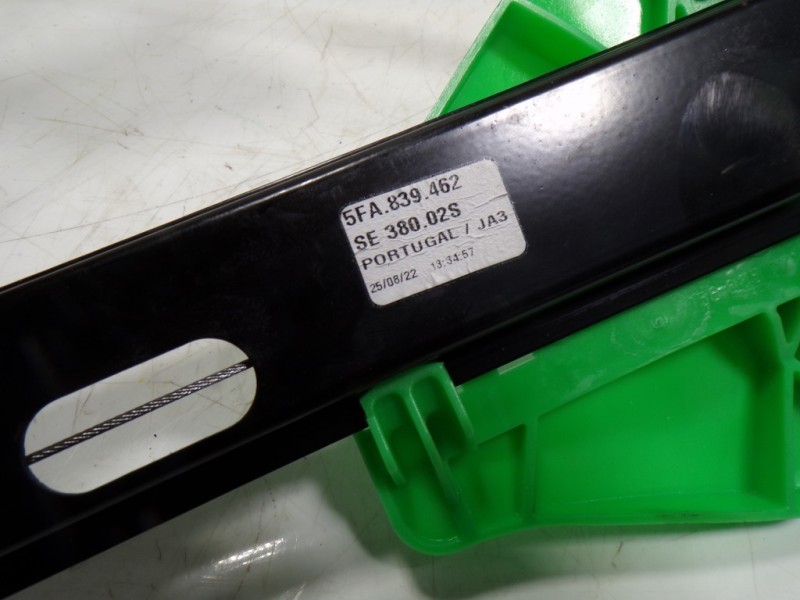 5FA.839.462
SE 380.02S
PORTUGAL / JA3
25/08/22 13:34:57